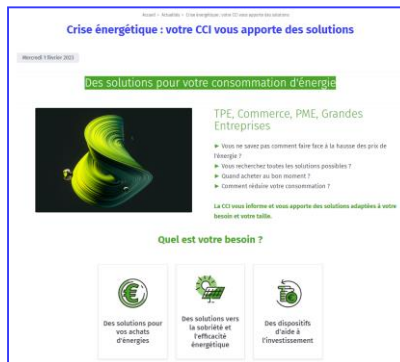 Accueil > Actualités > Crise énergétique : votre CCI vous apporte des solutions
Crise énergétique : votre CCI vous apporte des solutions
Mercredi 1 février 2023
Des solutions pour votre consommation d'énergie
TPE, Commerce, PME, Grandes
Entreprises
► Vous ne savez pas comment faire face à la hausse des prix de
l'énergie ?
► Vous recherchez toutes les solutions possibles ?
► Quand acheter au bon moment ?
► Comment réduire votre consommation ?
La CCI vous informe et vous apporte des solutions adaptées à votre
besoin et votre taille.
Quel est votre besoin ?
Des solutions pour
vos achats
d'énergies
Des solutions vers
la sobriété et
l'efficacité
énergétique
Des dispositifs
d'aide à
l'investissement